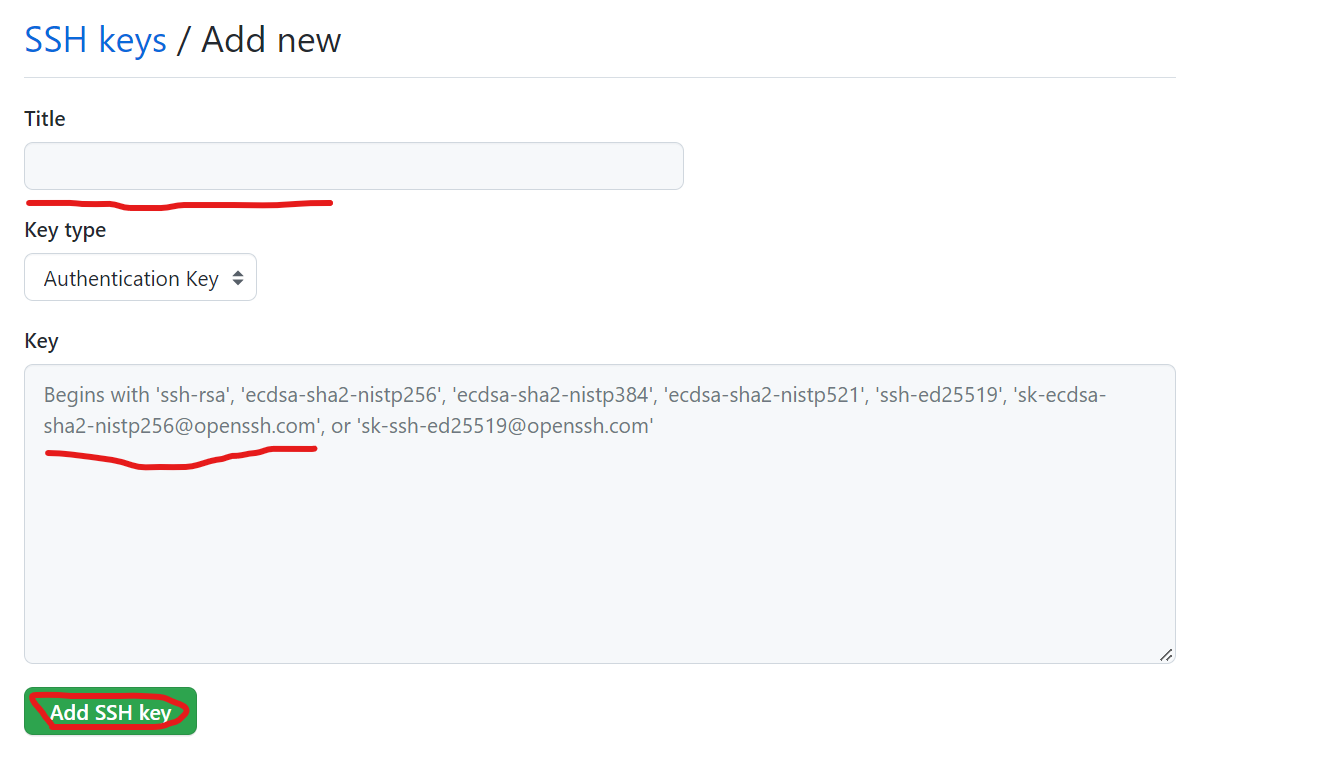 SSH keys / Add new
Title
Key type
Authentication Key
Key
Begins with 'ssh-rsa', 'ecdsa-sha2-nistp256', 'ecdsa-sha2-nistp384', 'ecdsa-sha2-nistp521', 'ssh-ed25519', 'sk-ecdsa-
sha2-nistp256@openssh.com', or 'sk-ssh-ed25519@openssh.com'
Add SSH key